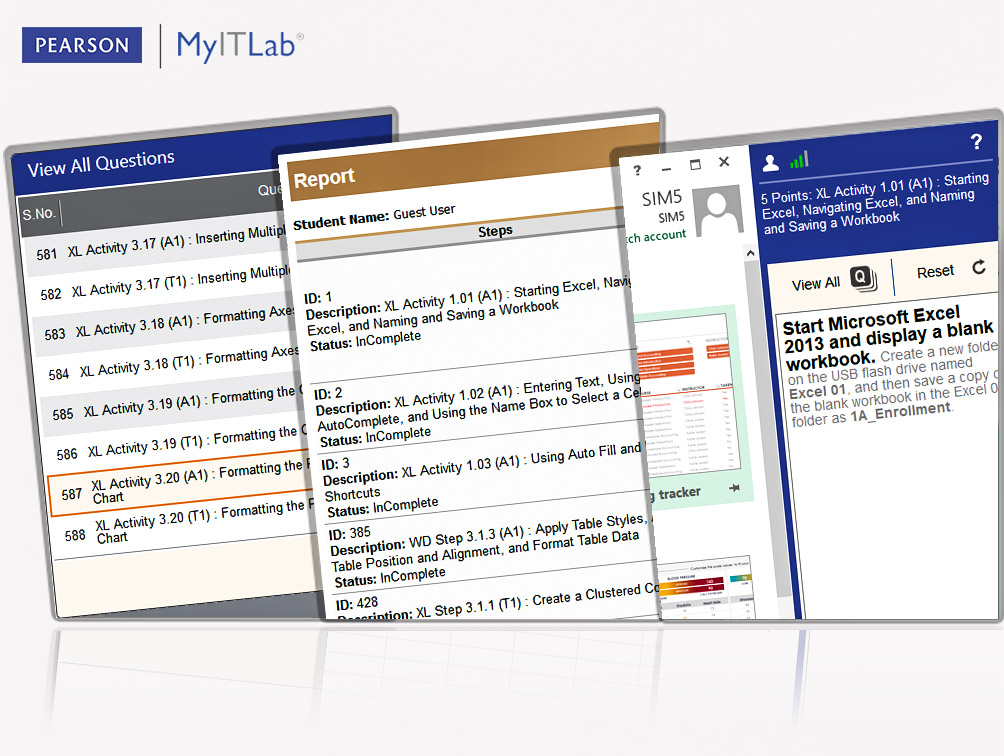 PEARSON
MyITLab®
View All Questions
S.No.
Que
581 XL Activity 3.17 (A1) : Inserting Multipl
582 XL Activity 3.17 (T1) : Inserting Multiple
583 XL Activity 3.18 (A1) : Formatting Axes
584 XL Activity 3.18 (T1) : Formatting Axes
585 XL Activity 3.19 (A1) : Formatting the C
586 XL Activity 3.19 (T1) : Formatting the C
587 XL Activity 3.20 (A1) : Formatting the P
Chart
588 XL Activity 3.20 (T1) : Formatting the P
Chart
Report
Student Name: Guest User
Steps
ID: 1
Description: XL Activity 1.01 (A1) : Starting Excel, Navig
Excel, and Naming and Saving a Workbook
Status: InComplete
ID: 2
Description: XL Activity 1.02 (A1) : Entering Text, Using
AutoComplete, and Using the Name Box to Select a Cel
Status: InComplete
ID: 3
Description: XL Activity 1.03 (A1) : Using Auto Fill and
Shortcuts
Status: InComplete
ID: 385
Description: WD Step 3.1.3 (A1) : Apply Table Styles,
Table Position and Alignment, and Format Table Data
Status: InComplete
ID: 428
Description: XL Step 3.1.1 (T1) : Create a Clustered Co
?
SIM5
SIM5
tch account
INSTRUCTOR
g tracker
BLOOD PRESSURE
?
5 Points: XL Activity 1.01 (A1) : Starting
Excel, Navigating Excel, and Naming
and Saving a Workbook
View All Q
Reset
Start Microsoft Excel
2013 and display a blank
workbook. Create a new folde
on the USB flash drive named
Excel 01, and then save a copy o
the blank workbook in the Excel 0
folder as 1A_Enrollment.